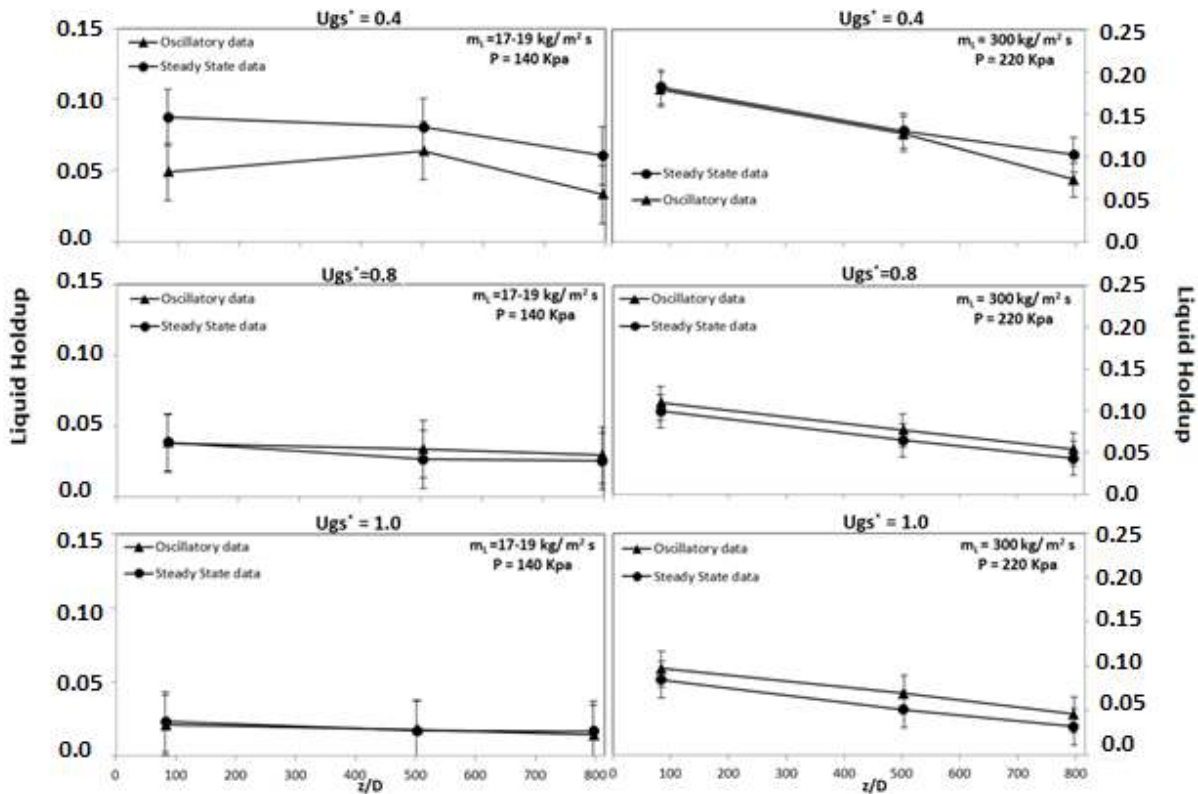 Ugs* = 0.4
0.15
0.10
0.05
0.0
Oscillatory data
Steady State data
mL =17-19 kg/ m² s
P = 140 Kpa
0 100 200 300 400 500 600 700 800
Ugs* = 0.4
mL = 300 kg/ m² s
P = 220 Kpa
Steady State data
Oscillatory data
0.25
0.20
0.15
0.10
0.05
0.0
Liquid Holdup
Ugs*=0.8
0.15
0.10
0.05
0.0
Oscillatory data
Steady State data
mL =17-19 kg/ m² s
P = 140 Kpa
Ugs*=0.8
Oscillatory data
Steady State data
mL = 300 kg/ m² s
P = 220 Kpa
0.25
0.20
0.15
0.10
0.05
0.0
Liquid Holdup
Ugs* = 1.0
0.15
0.10
0.05
0.0
Oscillatory data
Steady State data
mL =17-19 kg/ m² s
P = 140 Kpa
0 100 200 300 400 500 600 700 800
z/D
Ugs* = 1.0
Oscillatory data
Steady State data
mL = 300 kg/ m² s
P = 220 Kpa
0.25
0.20
0.15
0.10
0.05
0.0
100 200 300 400 500 600 700 800
z/D